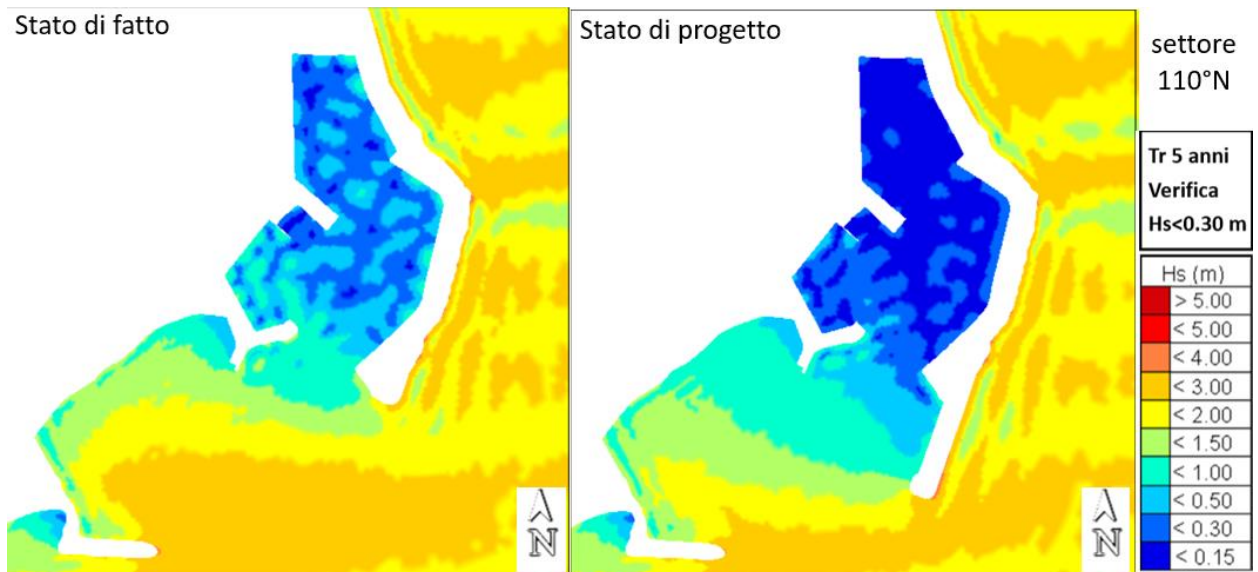 Stato di fatto
Stato di progetto
settore
110°N
Tr 5 anni
Verifica
Hs<0.30 m
Hs (m)
> 5.00
< 5.00
< 4.00
< 3.00
< 2.00
< 1.50
< 1.00
< 0.50
< 0.30
< 0.15
N
N